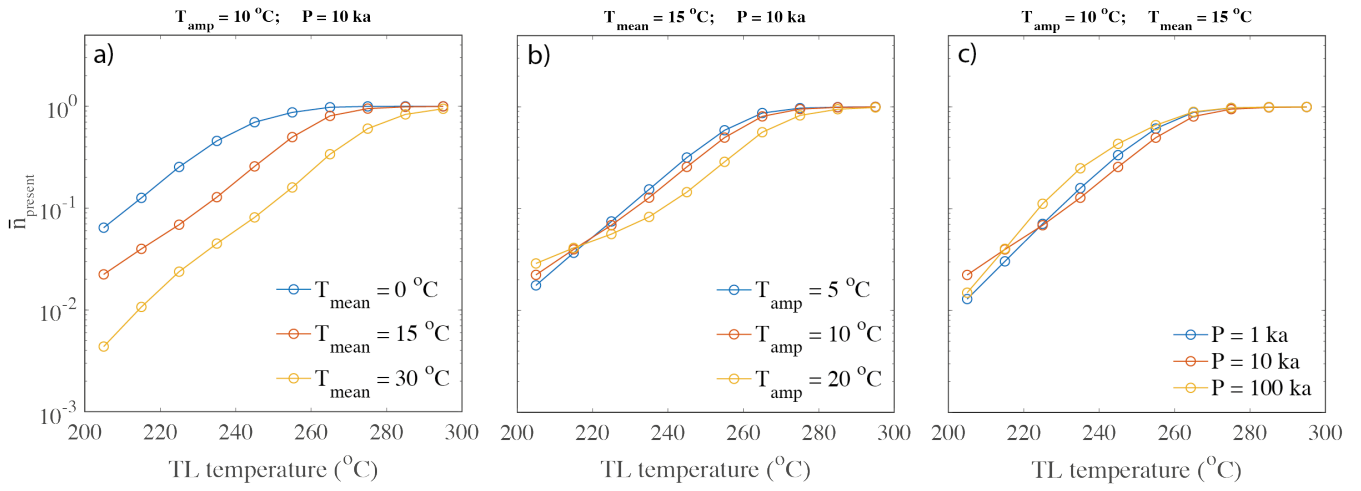 T_amp = 10 °C; P = 10 ka
a)
n̄_present
10^0
10^-1
10^-2
10^-3
T_mean = 0 °C
T_mean = 15 °C
T_mean = 30 °C
200 220 240 260 280 300
TL temperature (°C)
T_mean = 15 °C; P = 10 ka
b)
T_amp = 5 °C
T_amp = 10 °C
T_amp = 20 °C
200 220 240 260 280 300
TL temperature (°C)
T_amp = 10 °C; T_mean = 15 °C
c)
P = 1 ka
P = 10 ka
P = 100 ka
200 220 240 260 280 300
TL temperature (°C)